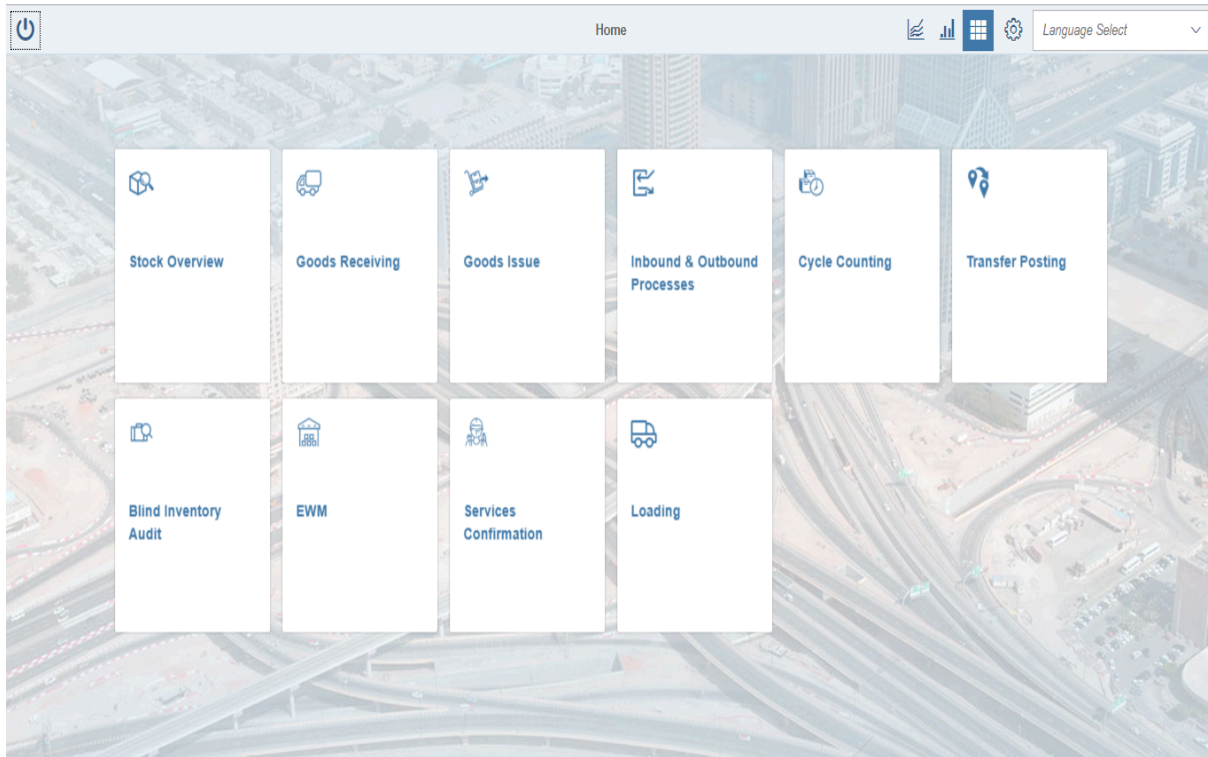 Home
Language Select
Stock Overview
Goods Receiving
Goods Issue
Inbound & Outbound
Processes
Cycle Counting
Transfer Posting
Blind Inventory
Audit
EWM
Services
Confirmation
Loading